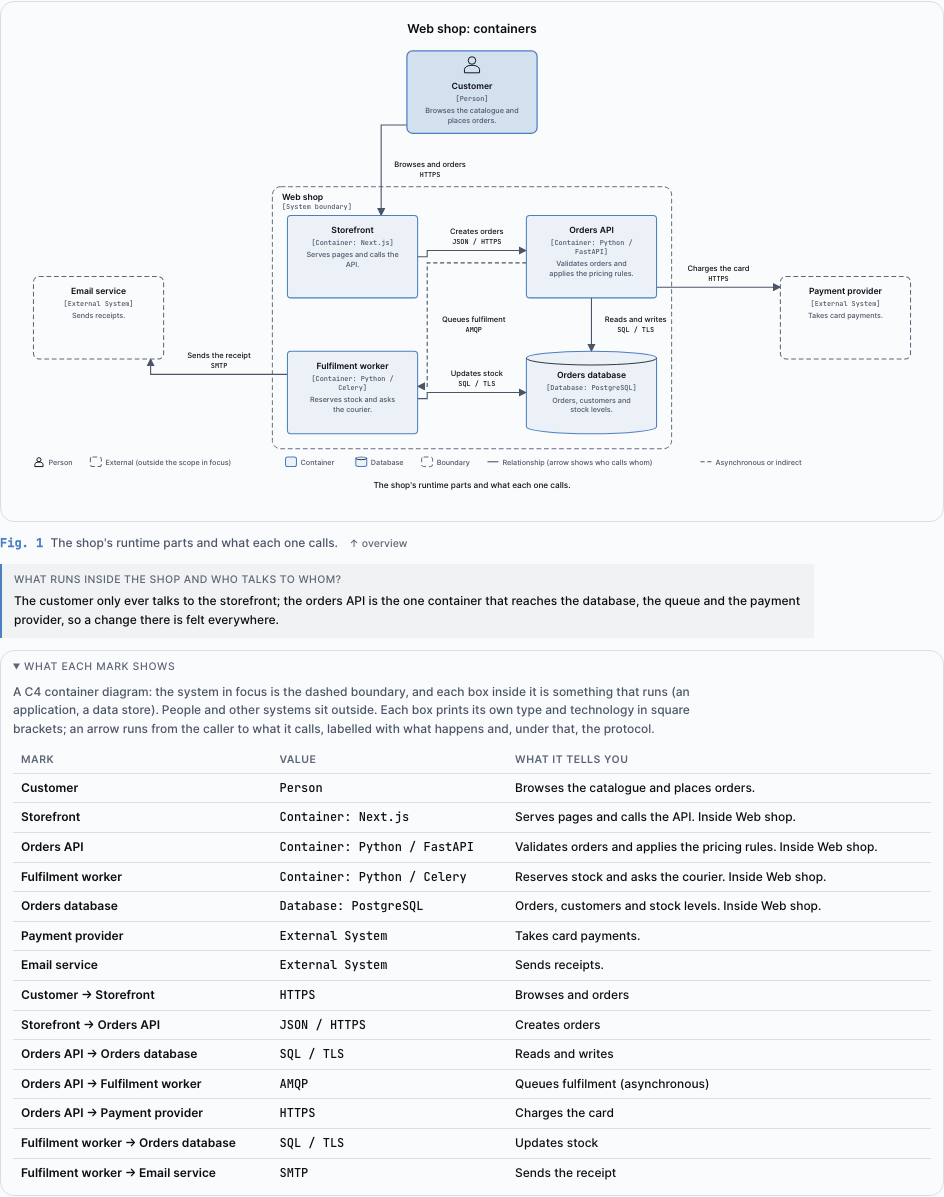 Web shop: containers
Customer
[Person]
Browses the catalogue and
places orders.
Browses and orders
HTTPS
Web shop
[System boundary]
Storefront
[Container: Next.js]
Serves pages and calls the
API.
Creates orders
JSON / HTTPS
Orders API
[Container: Python /
FastAPI]
Validates orders and
applies the pricing rules.
Charges the card
HTTPS
Email service
[External System]
Sends receipts.
Payment provider
[External System]
Takes card payments.
Queues fulfilment
AMQP
Reads and writes
SQL / TLS
Sends the receipt
SMTP
Fulfilment worker
[Container: Python /
Celery]
Reserves stock and asks
the courier.
Updates stock
SQL / TLS
Orders database
[Database: PostgreSQL]
Orders, customers and
stock levels.
Person
External (outside the scope in focus)
Container
Database
Boundary
Relationship (arrow shows who calls whom)
Asynchronous or indirect
The shop's runtime parts and what each one calls.
Fig. 1 The shop's runtime parts and what each one calls. ↑ overview
WHAT RUNS INSIDE THE SHOP AND WHO TALKS TO WHOM?
The customer only ever talks to the storefront; the orders API is the one container that reaches the database, the queue and the payment
provider, so a change there is felt everywhere.
▼ WHAT EACH MARK SHOWS
A C4 container diagram: the system in focus is the dashed boundary, and each box inside it is something that runs (an
application, a data store). People and other systems sit outside. Each box prints its own type and technology in square
brackets; an arrow runs from the caller to what it calls, labelled with what happens and, under that, the protocol.
MARK VALUE WHAT IT TELLS YOU
Customer Person Browses the catalogue and places orders.
Storefront Container: Next.js Serves pages and calls the API. Inside Web shop.
Orders API Container: Python / FastAPI Validates orders and applies the pricing rules. Inside Web shop.
Fulfilment worker Container: Python / Celery Reserves stock and asks the courier. Inside Web shop.
Orders database Database: PostgreSQL Orders, customers and stock levels. Inside Web shop.
Payment provider External System Takes card payments.
Email service External System Sends receipts.
Customer → Storefront HTTPS Browses and orders
Storefront → Orders API JSON / HTTPS Creates orders
Orders API → Orders database SQL / TLS Reads and writes
Orders API → Fulfilment worker AMQP Queues fulfilment (asynchronous)
Orders API → Payment provider HTTPS Charges the card
Fulfilment worker → Orders database SQL / TLS Updates stock
Fulfilment worker → Email service SMTP Sends the receipt